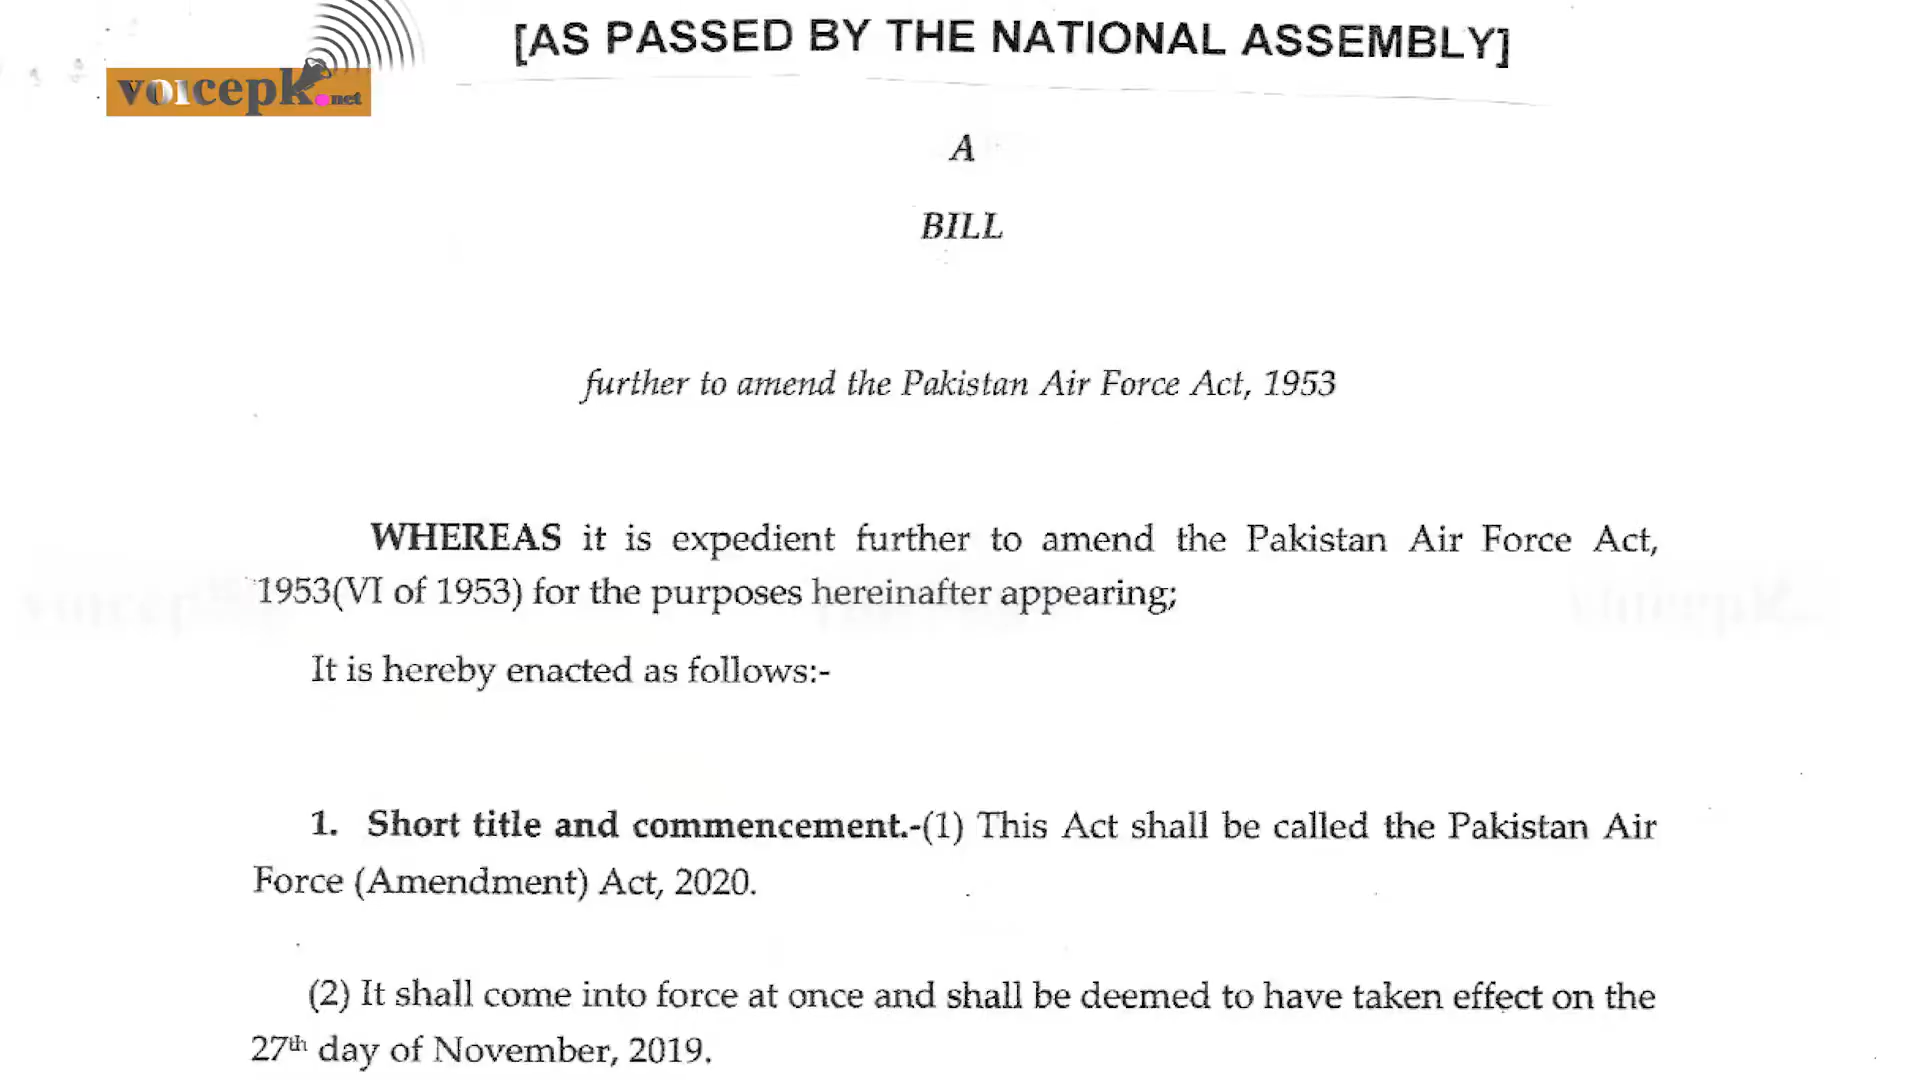 [AS PASSED BY THE NATIONAL ASSEMBLY]
voicepk.net
A
BILL
further to amend the Pakistan Air Force Act, 1953
WHEREAS it is expedient further to amend the Pakistan Air Force Act,
1953(VI of 1953) for the purposes hereinafter appearing;
It is hereby enacted as follows:-
1. Short title and commencement.-(1) This Act shall be called the Pakistan Air
Force (Amendment) Act, 2020.
(2) It shall come into force at once and shall be deemed to have taken effect on the
27th day of November, 2019.